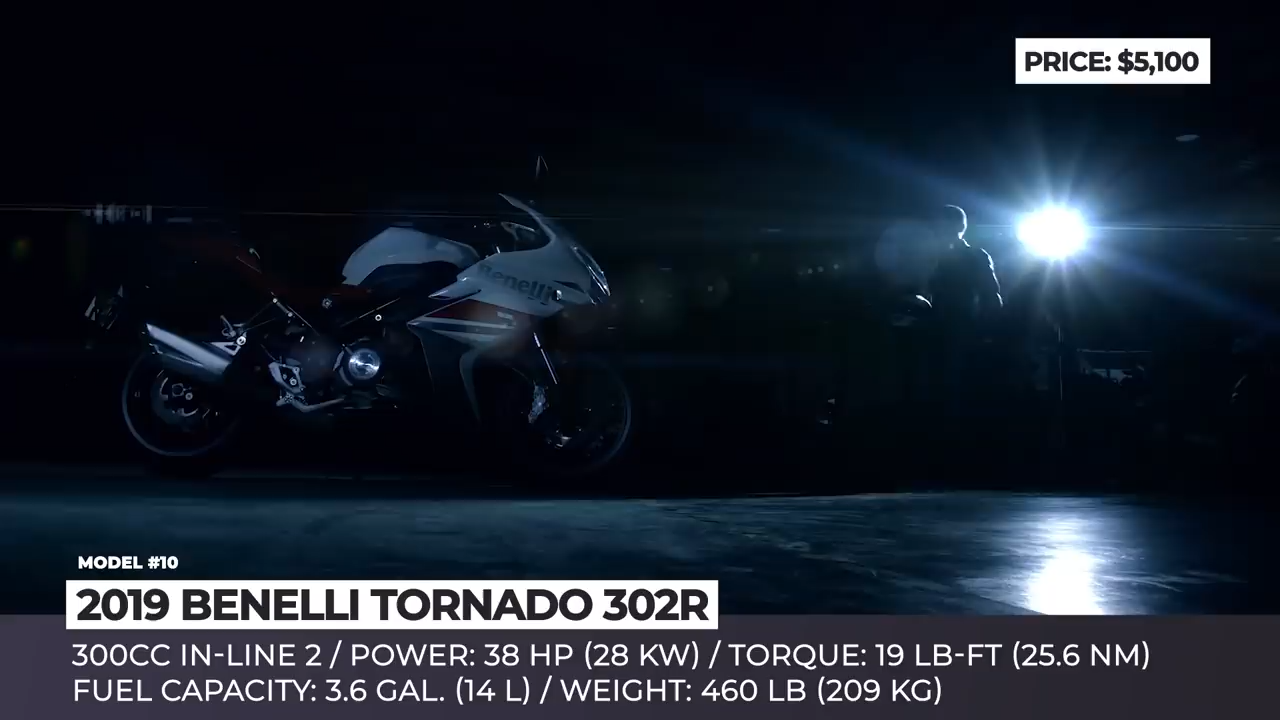 PRICE: $5,100
Benelli
MODEL #10
2019 BENELLI TORNADO 302R
300CC IN-LINE 2 / POWER: 38 HP (28 KW) / TORQUE: 19 LB-FT (25.6 NM)
FUEL CAPACITY: 3.6 GAL. (14 L) / WEIGHT: 460 LB (209 KG)